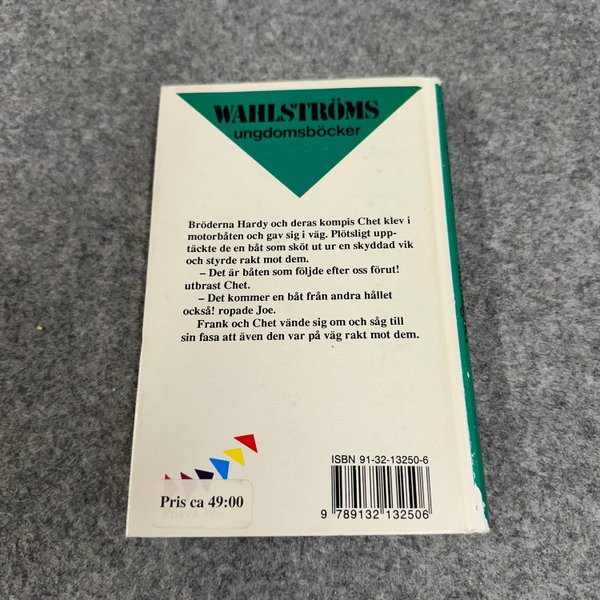 WAHLSTRÖMS
ungdomsböcker
Bröderna Hardy och deras kompis Chet klev i
motorbåten och gav sig i väg. Plötsligt upp-
täckte de en båt som sköt ut ur en skyddad vik
och styrde rakt mot dem.
– Det är båten som följde efter oss förut!
utbrast Chet.
– Det kommer en båt från andra hållet
också! ropade Joe.
Frank och Chet vände sig om och såg till
sin fasa att även den var på väg rakt mot dem.
ISBN 91-32-13250-6
Pris ca 49:00
9 789132 132506